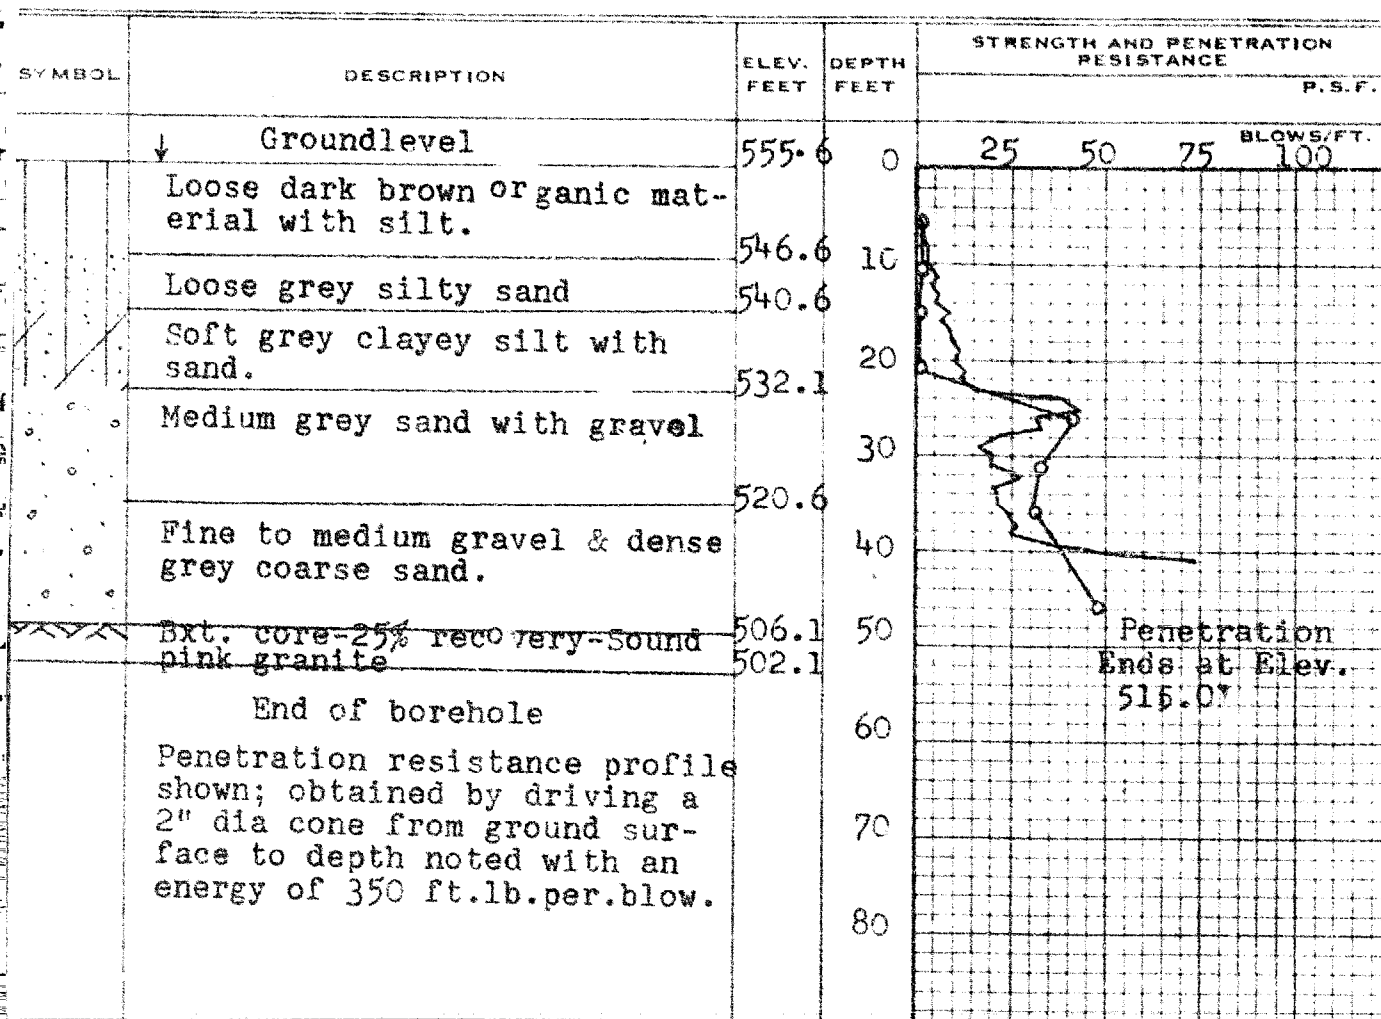 SYMBOL
DESCRIPTION
ELEV.
FEET
DEPTH
FEET
STRENGTH AND PENETRATION
RESISTANCE
P.S.F.
BLOWS/FT.
25 50 75 100
Groundlevel
555.6
0
Loose dark brown organic mat-
erial with silt.
546.6
10
Loose grey silty sand
540.6
Soft grey clayey silt with
sand.
20
532.1
Medium grey sand with gravel
30
520.6
Fine to medium gravel & dense
grey coarse sand.
40
Bxt. core-25% recovery-Sound
pink granite
506.1
50
502.1
Penetration
Ends at Elev.
End of borehole
60
Penetration resistance profile
shown; obtained by driving a
2" dia cone from ground sur-
face to depth noted with an
energy of 350 ft.lb.per.blow.
70
80